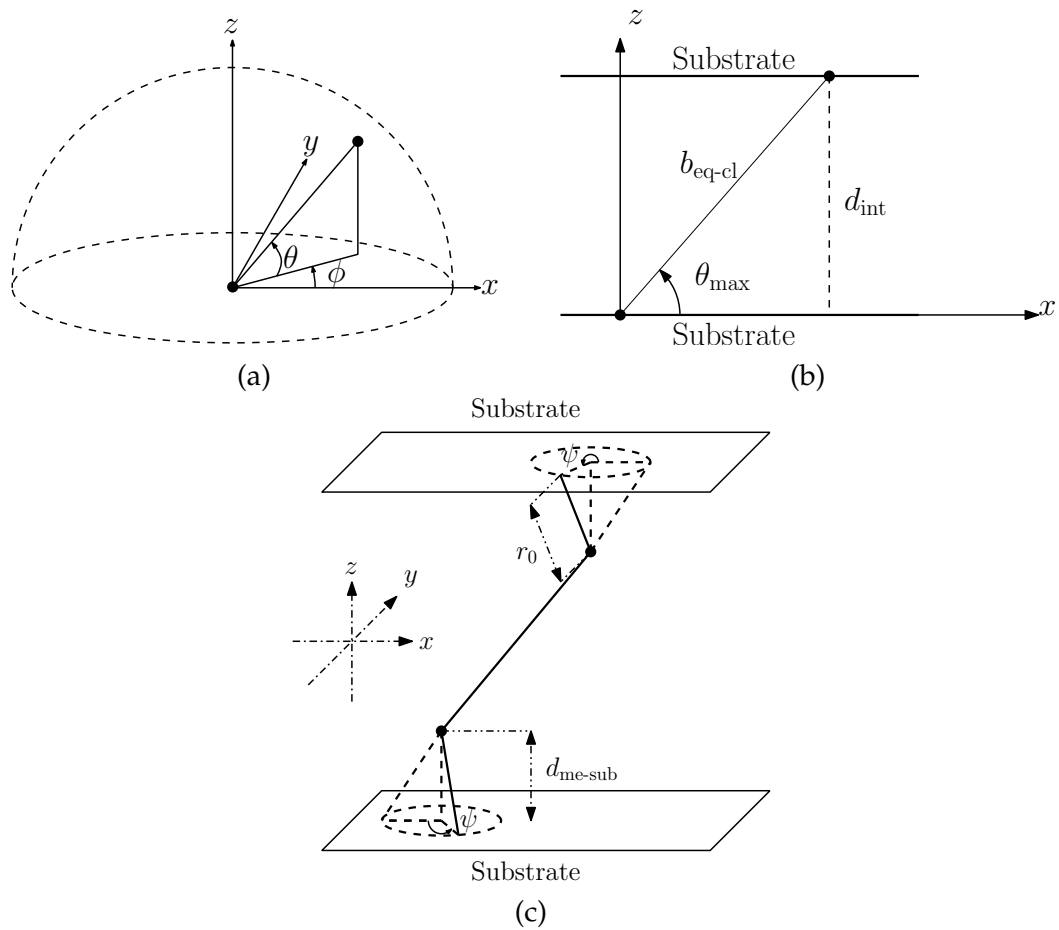 z
y
θ
ϕ
x
(a)
z
Substrate
b_eq-cl
d_int
θ_max
x
Substrate
(b)
Substrate
ψ
r_0
z
y
x
d_me-sub
ψ
Substrate
(c)